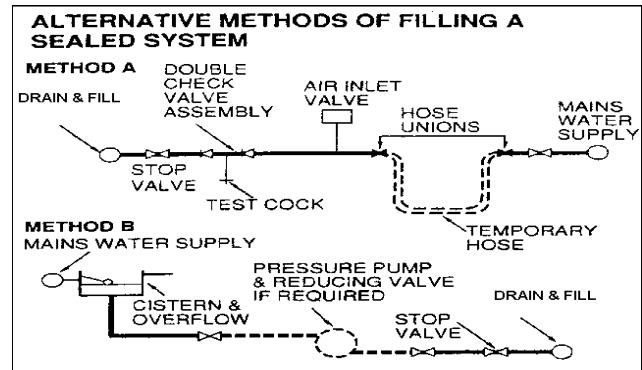 ALTERNATIVE METHODS OF FILLING A
SEALED SYSTEM
METHOD A
DOUBLE
CHECK
VALVE
ASSEMBLY
AIR INLET
VALVE
HOSE
UNIONS
MAINS
WATER
SUPPLY
DRAIN & FILL
STOP
VALVE
TEST COCK
TEMPORARY
HOSE
METHOD B
MAINS WATER SUPPLY
CISTERN &
OVERFLOW
PRESSURE PUMP
& REDUCING VALVE
IF REQUIRED
STOP
VALVE
DRAIN & FILL